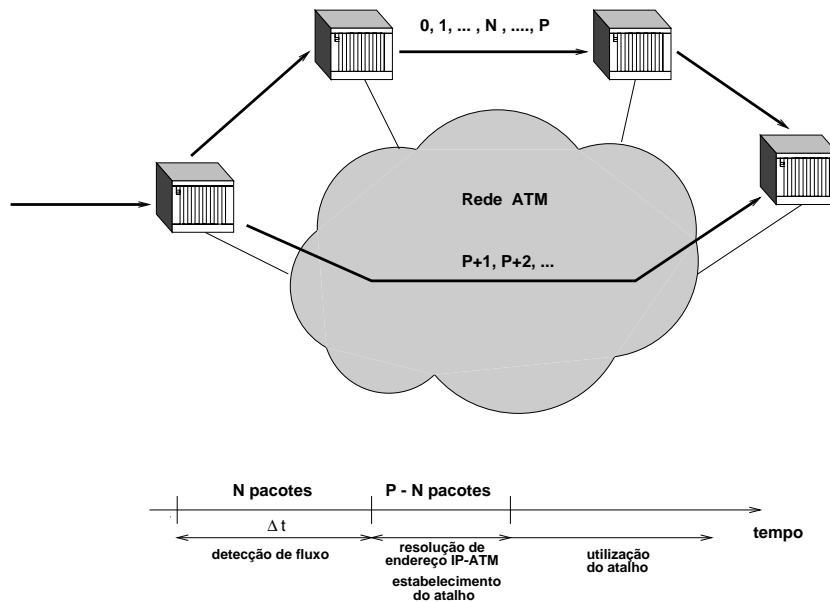 0, 1, ... , N , ...., P
Rede ATM
P+1, P+2, ...
N pacotes
P - N pacotes
Δ t
tempo
detecção de fluxo
resolução de
endereço IP-ATM
estabelecimento
do atalho
utilização
do atalho